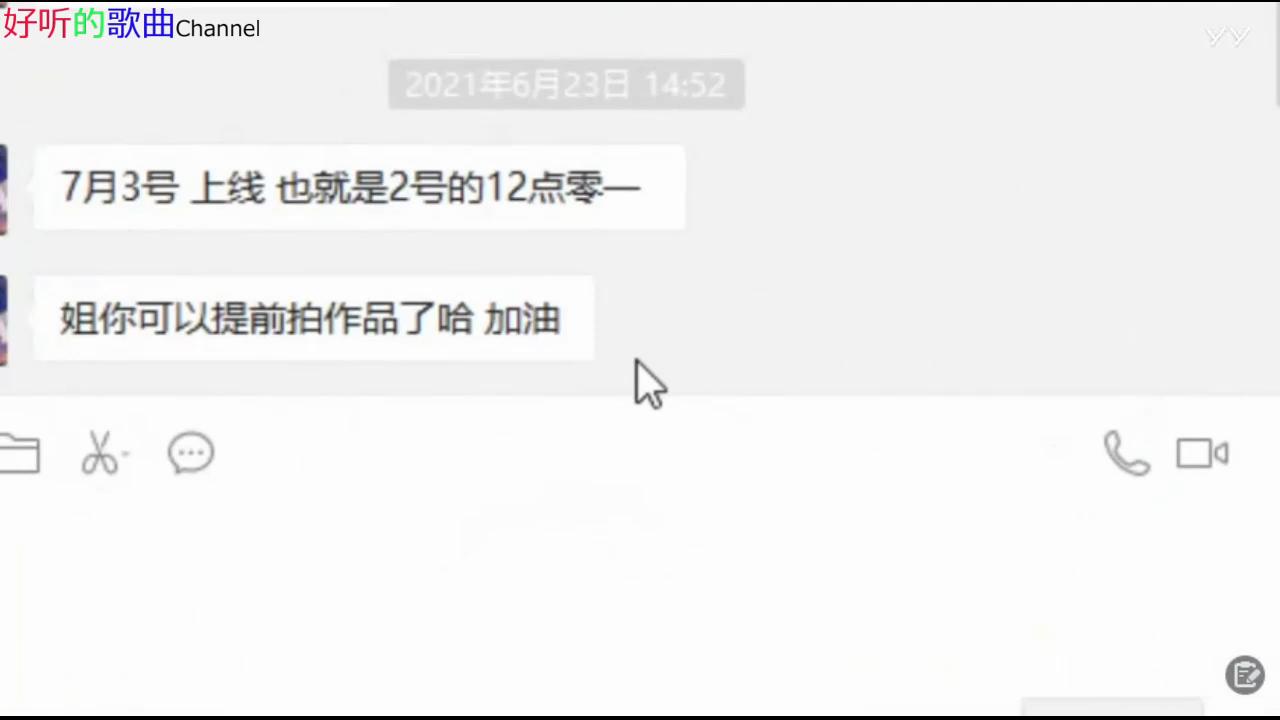 好听的歌曲Channel
YY
2021年6月23日 14:52
7月3号 上线 也就是2号的12点零一
姐你可以提前拍作品了哈 加油